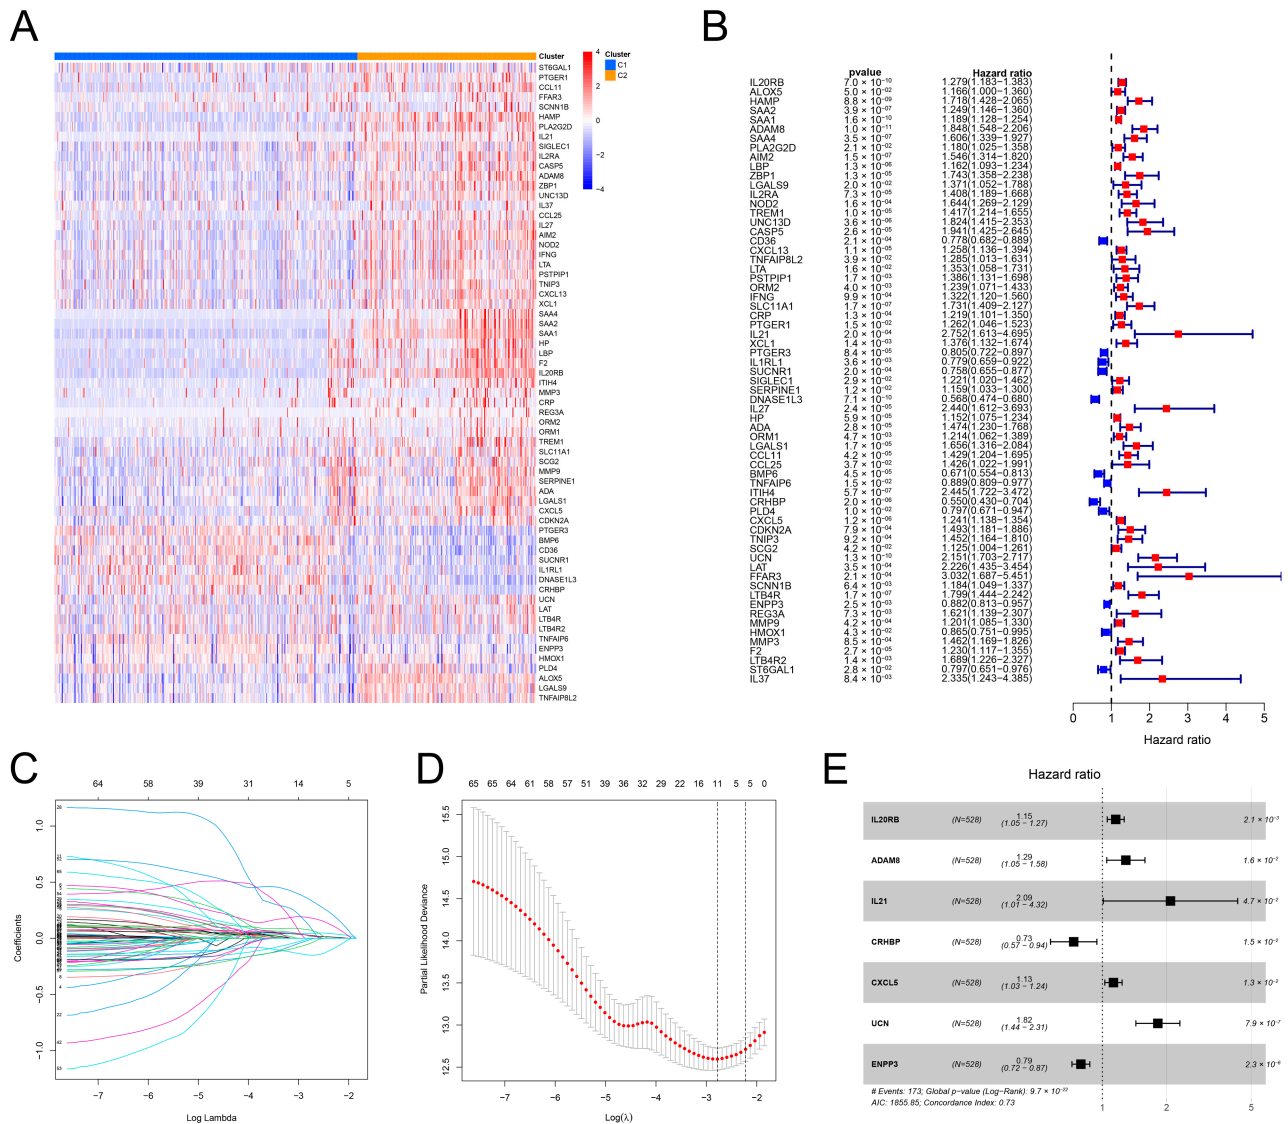 A
Cluster
ST6GAL1
PTGER1
CCL11
FFAR3
SCNN1B
HAMP
PLA2G2D
IL21
SIGLEC1
IL2RA
CASP5
ADAM8
ZBP1
UNC13D
IL37
CCL25
IL27
AIM2
NOD2
IFNG
LTA
PSTPIP1
TNIP3
CXCL13
XCL1
SAA4
SAA2
SAA1
HP
LBP
F2
IL20RB
ITIH4
MMP3
CRP
REG3A
ORM2
ORM1
TREM1
SLC11A1
SCG2
MMP9
SERPINE1
ADA
LGALS1
CXCL5
CDKN2A
PTGER3
BMP6
CD36
SUCNR1
IL1RL1
DNASE1L3
CRHBP
UCN
LAT
LTB4R
LTB4R2
TNFAIP6
ENPP3
HMOX1
PLD4
ALOX5
LGALS9
TNFAIP8L2
4
2
0
−2
−4
Cluster
C1
C2
B
pvalue Hazard ratio
IL20RB 7.0 × 10⁻¹⁰ 1.279(1.183−1.383)
ALOX5 5.0 × 10⁻⁰² 1.166(1.000−1.360)
HAMP 8.8 × 10⁻⁰⁹ 1.718(1.428−2.065)
SAA2 3.9 × 10⁻⁰⁷ 1.249(1.146−1.360)
SAA1 1.6 × 10⁻¹⁰ 1.189(1.128−1.254)
ADAM8 1.0 × 10⁻¹¹ 1.848(1.548−2.206)
SAA4 3.5 × 10⁻⁰⁷ 1.606(1.339−1.927)
PLA2G2D 2.1 × 10⁻⁰² 1.180(1.025−1.358)
AIM2 1.5 × 10⁻⁰⁷ 1.546(1.314−1.820)
LBP 1.3 × 10⁻⁰⁶ 1.162(1.093−1.234)
ZBP1 1.3 × 10⁻⁰⁵ 1.743(1.358−2.238)
LGALS9 2.0 × 10⁻⁰² 1.371(1.052−1.788)
IL2RA 7.3 × 10⁻⁰⁵ 1.408(1.189−1.668)
NOD2 1.6 × 10⁻⁰⁴ 1.644(1.269−2.129)
TREM1 1.0 × 10⁻⁰⁵ 1.417(1.214−1.655)
UNC13D 3.6 × 10⁻⁰⁶ 1.824(1.415−2.353)
CASP5 2.6 × 10⁻⁰⁵ 1.941(1.425−2.645)
CD36 2.1 × 10⁻⁰⁴ 0.778(0.682−0.889)
CXCL13 1.1 × 10⁻⁰⁵ 1.258(1.136−1.394)
TNFAIP8L2 3.9 × 10⁻⁰² 1.285(1.013−1.631)
LTA 1.6 × 10⁻⁰² 1.353(1.058−1.731)
PSTPIP1 1.7 × 10⁻⁰³ 1.386(1.131−1.698)
ORM2 4.0 × 10⁻⁰³ 1.239(1.071−1.433)
IFNG 9.9 × 10⁻⁰⁴ 1.322(1.120−1.560)
SLC11A1 1.7 × 10⁻⁰⁷ 1.731(1.409−2.127)
CRP 1.3 × 10⁻⁰⁴ 1.219(1.101−1.350)
PTGER1 1.5 × 10⁻⁰² 1.262(1.046−1.523)
IL21 2.0 × 10⁻⁰⁴ 2.752(1.613−4.695)
XCL1 1.4 × 10⁻⁰³ 1.376(1.132−1.674)
PTGER3 8.4 × 10⁻⁰⁵ 0.805(0.722−0.897)
IL1RL1 3.6 × 10⁻⁰³ 0.779(0.659−0.922)
SUCNR1 2.0 × 10⁻⁰⁴ 0.758(0.655−0.877)
SIGLEC1 2.9 × 10⁻⁰² 1.221(1.020−1.462)
SERPINE1 1.2 × 10⁻⁰² 1.159(1.033−1.300)
DNASE1L3 7.1 × 10⁻¹⁰ 0.568(0.474−0.680)
IL27 2.4 × 10⁻⁰⁵ 2.440(1.612−3.693)
HP 5.9 × 10⁻⁰⁵ 1.152(1.075−1.234)
ADA 2.8 × 10⁻⁰⁵ 1.474(1.230−1.768)
ORM1 4.7 × 10⁻⁰³ 1.214(1.062−1.389)
LGALS1 1.7 × 10⁻⁰⁵ 1.656(1.316−2.084)
CCL11 4.2 × 10⁻⁰⁵ 1.429(1.204−1.695)
CCL25 3.7 × 10⁻⁰² 1.426(1.022−1.991)
BMP6 4.5 × 10⁻⁰⁵ 0.671(0.554−0.813)
TNFAIP6 1.5 × 10⁻⁰² 0.889(0.809−0.977)
ITIH4 5.7 × 10⁻⁰⁷ 2.445(1.722−3.472)
CRHBP 2.0 × 10⁻⁰⁶ 0.550(0.430−0.704)
PLD4 1.0 × 10⁻⁰² 0.797(0.671−0.947)
CXCL5 1.2 × 10⁻⁰⁶ 1.241(1.138−1.354)
CDKN2A 7.9 × 10⁻⁰⁴ 1.493(1.181−1.886)
TNIP3 9.2 × 10⁻⁰⁴ 1.452(1.164−1.810)
SCG2 4.2 × 10⁻⁰² 1.125(1.004−1.261)
UCN 1.3 × 10⁻¹⁰ 2.151(1.703−2.717)
LAT 3.5 × 10⁻⁰⁴ 2.226(1.435−3.454)
FFAR3 2.1 × 10⁻⁰⁴ 3.032(1.687−5.451)
SCNN1B 6.4 × 10⁻⁰³ 1.184(1.049−1.337)
LTB4R 1.7 × 10⁻⁰⁷ 1.799(1.444−2.242)
ENPP3 2.5 × 10⁻⁰³ 0.882(0.813−0.957)
REG3A 7.3 × 10⁻⁰³ 1.621(1.139−2.307)
MMP9 4.2 × 10⁻⁰⁴ 1.201(1.085−1.330)
HMOX1 4.3 × 10⁻⁰² 0.865(0.751−0.995)
MMP3 8.5 × 10⁻⁰⁴ 1.462(1.169−1.826)
F2 2.7 × 10⁻⁰⁵ 1.230(1.117−1.355)
LTB4R2 1.4 × 10⁻⁰³ 1.689(1.226−2.327)
ST6GAL1 2.8 × 10⁻⁰² 0.797(0.651−0.976)
IL37 8.4 × 10⁻⁰³ 2.335(1.243−4.385)
0 1 2 3 4 5
Hazard ratio
C
64 58 39 31 14 5
1.0
0.5
0.0
−0.5
−1.0
Coefficients
−7 −6 −5 −4 −3 −2
Log Lambda
D
65 65 64 61 58 57 51 39 36 32 29 22 16 11 5 5 0
15.5
15.0
14.5
14.0
13.5
13.0
12.5
Partial Likelihood Deviance
−7 −6 −5 −4 −3 −2
Log(λ)
E
Hazard ratio
IL20RB (N=528) 1.15 (1.05 − 1.27) 2.1 × 10⁻³
ADAM8 (N=528) 1.29 (1.05 − 1.58) 1.6 × 10⁻²
IL21 (N=528) 2.09 (1.01 − 4.32) 4.7 × 10⁻²
CRHBP (N=528) 0.73 (0.57 − 0.94) 1.5 × 10⁻²
CXCL5 (N=528) 1.13 (1.03 − 1.24) 1.3 × 10⁻²
UCN (N=528) 1.82 (1.44 − 2.31) 7.9 × 10⁻⁷
ENPP3 (N=528) 0.79 (0.72 − 0.87) 2.3 × 10⁻⁶
# Events: 173; Global p−value (Log−Rank): 9.7 × 10⁻²²
AIC: 1855.85; Concordance Index: 0.73
1 2 5